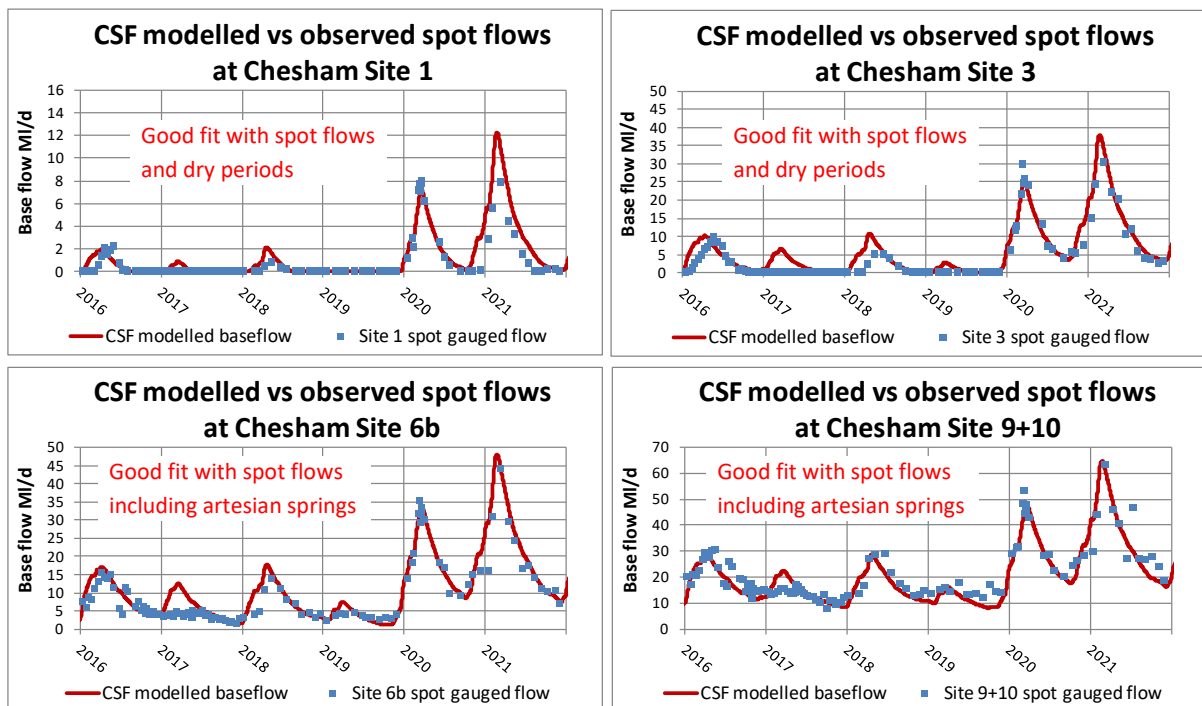 CSF modelled vs observed spot flows
at Chesham Site 1
Base flow Ml/d
16
14
12
10
8
6
4
2
0
Good fit with spot flows
and dry periods
2016
2017
2018
2019
2020
2021
CSF modelled baseflow
Site 1 spot gauged flow
CSF modelled vs observed spot flows
at Chesham Site 3
Base flow Ml/d
50
45
40
35
30
25
20
15
10
5
0
Good fit with spot flows
and dry periods
2016
2017
2018
2019
2020
2021
CSF modelled baseflow
Site 3 spot gauged flow
CSF modelled vs observed spot flows
at Chesham Site 6b
Base flow Ml/d
50
45
40
35
30
25
20
15
10
5
0
Good fit with spot flows
including artesian springs
2016
2017
2018
2019
2020
2021
CSF modelled baseflow
Site 6b spot gauged flow
CSF modelled vs observed spot flows
at Chesham Site 9+10
Base flow Ml/d
70
60
50
40
30
20
10
0
Good fit with spot flows
including artesian springs
2016
2017
2018
2019
2020
2021
CSF modelled baseflow
Site 9+10 spot gauged flow